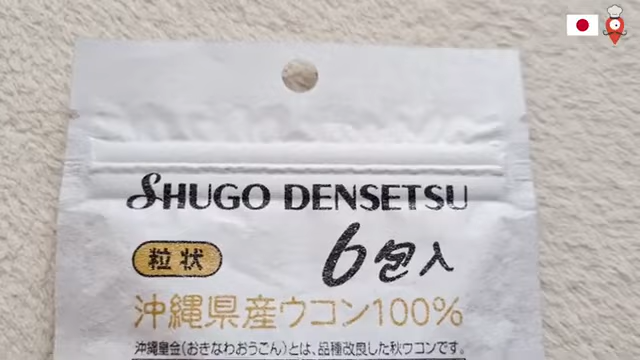 SHUGO DENSETSU
6包入
粒状
沖縄県産ウコン100%
沖縄皇金(おきなわおうごん)とは、品種改良した秋ウコンです。